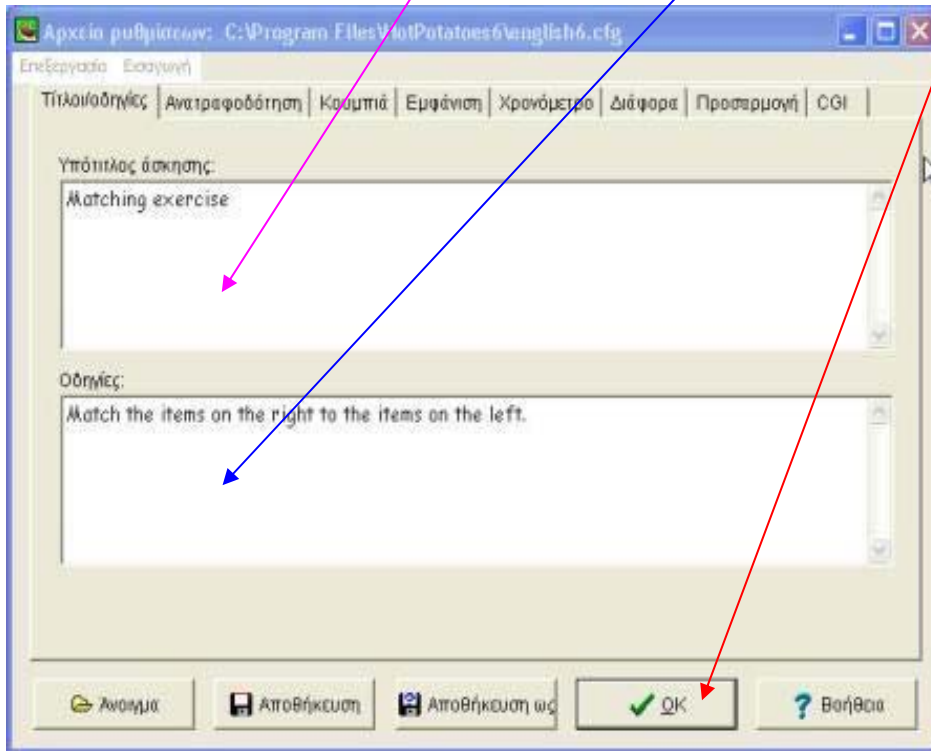 Αρχείο ρυθμίσεων: C:\Program Files\HotPotatoes6\english6.cfg
Επεξεργασία Εισαγωγή
Τίτλοι/οδηγίες Ανατροφοδότηση Κουμπιά Εμφάνιση Χρονόμετρο Διάφορα Προσαρμογή CGI
Υπότιτλος άσκησης:
Matching exercise
Οδηγίες:
Match the items on the right to the items on the left.
Άνοιγμα Αποθήκευση Αποθήκευση ως OK Βοήθεια